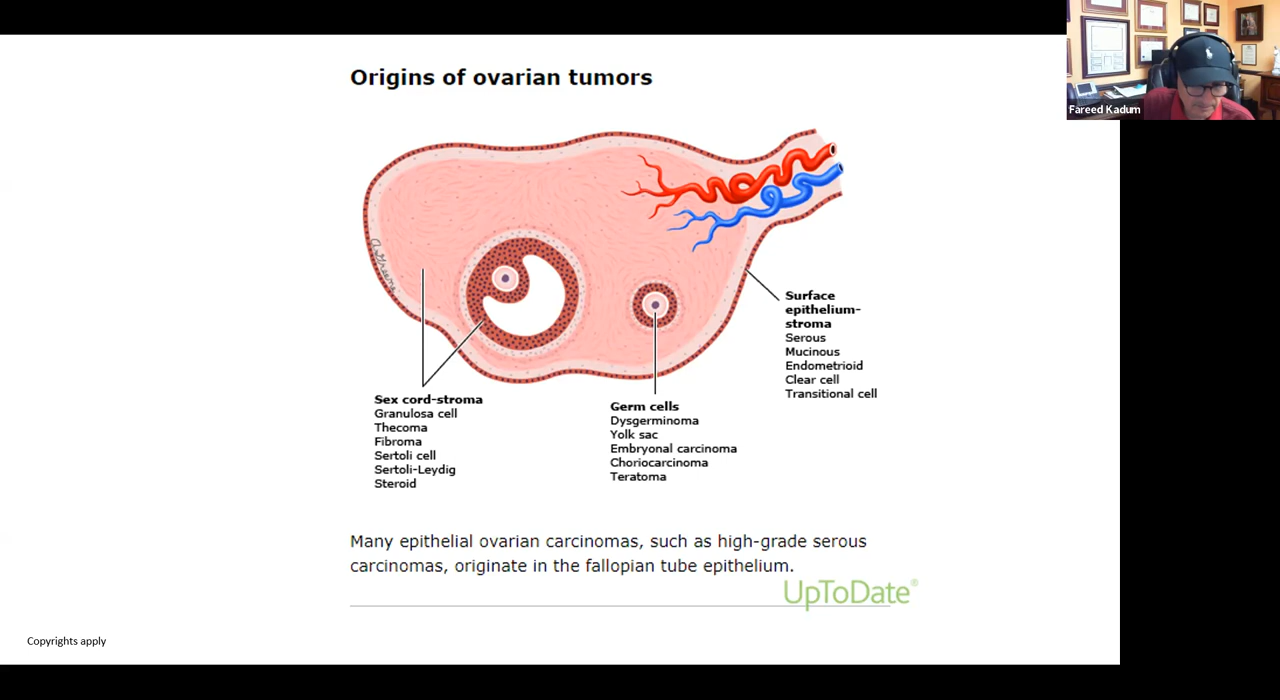 Origins of ovarian tumors
Fareed Kadum
A.Greene
Surface
epithelium-
stroma
Serous
Mucinous
Endometrioid
Clear cell
Transitional cell
Sex cord-stroma
Granulosa cell
Thecoma
Fibroma
Sertoli cell
Sertoli-Leydig
Steroid
Germ cells
Dysgerminoma
Yolk sac
Embryonal carcinoma
Choriocarcinoma
Teratoma
Many epithelial ovarian carcinomas, such as high-grade serous
carcinomas, originate in the fallopian tube epithelium.
UpToDate®
Copyrights apply